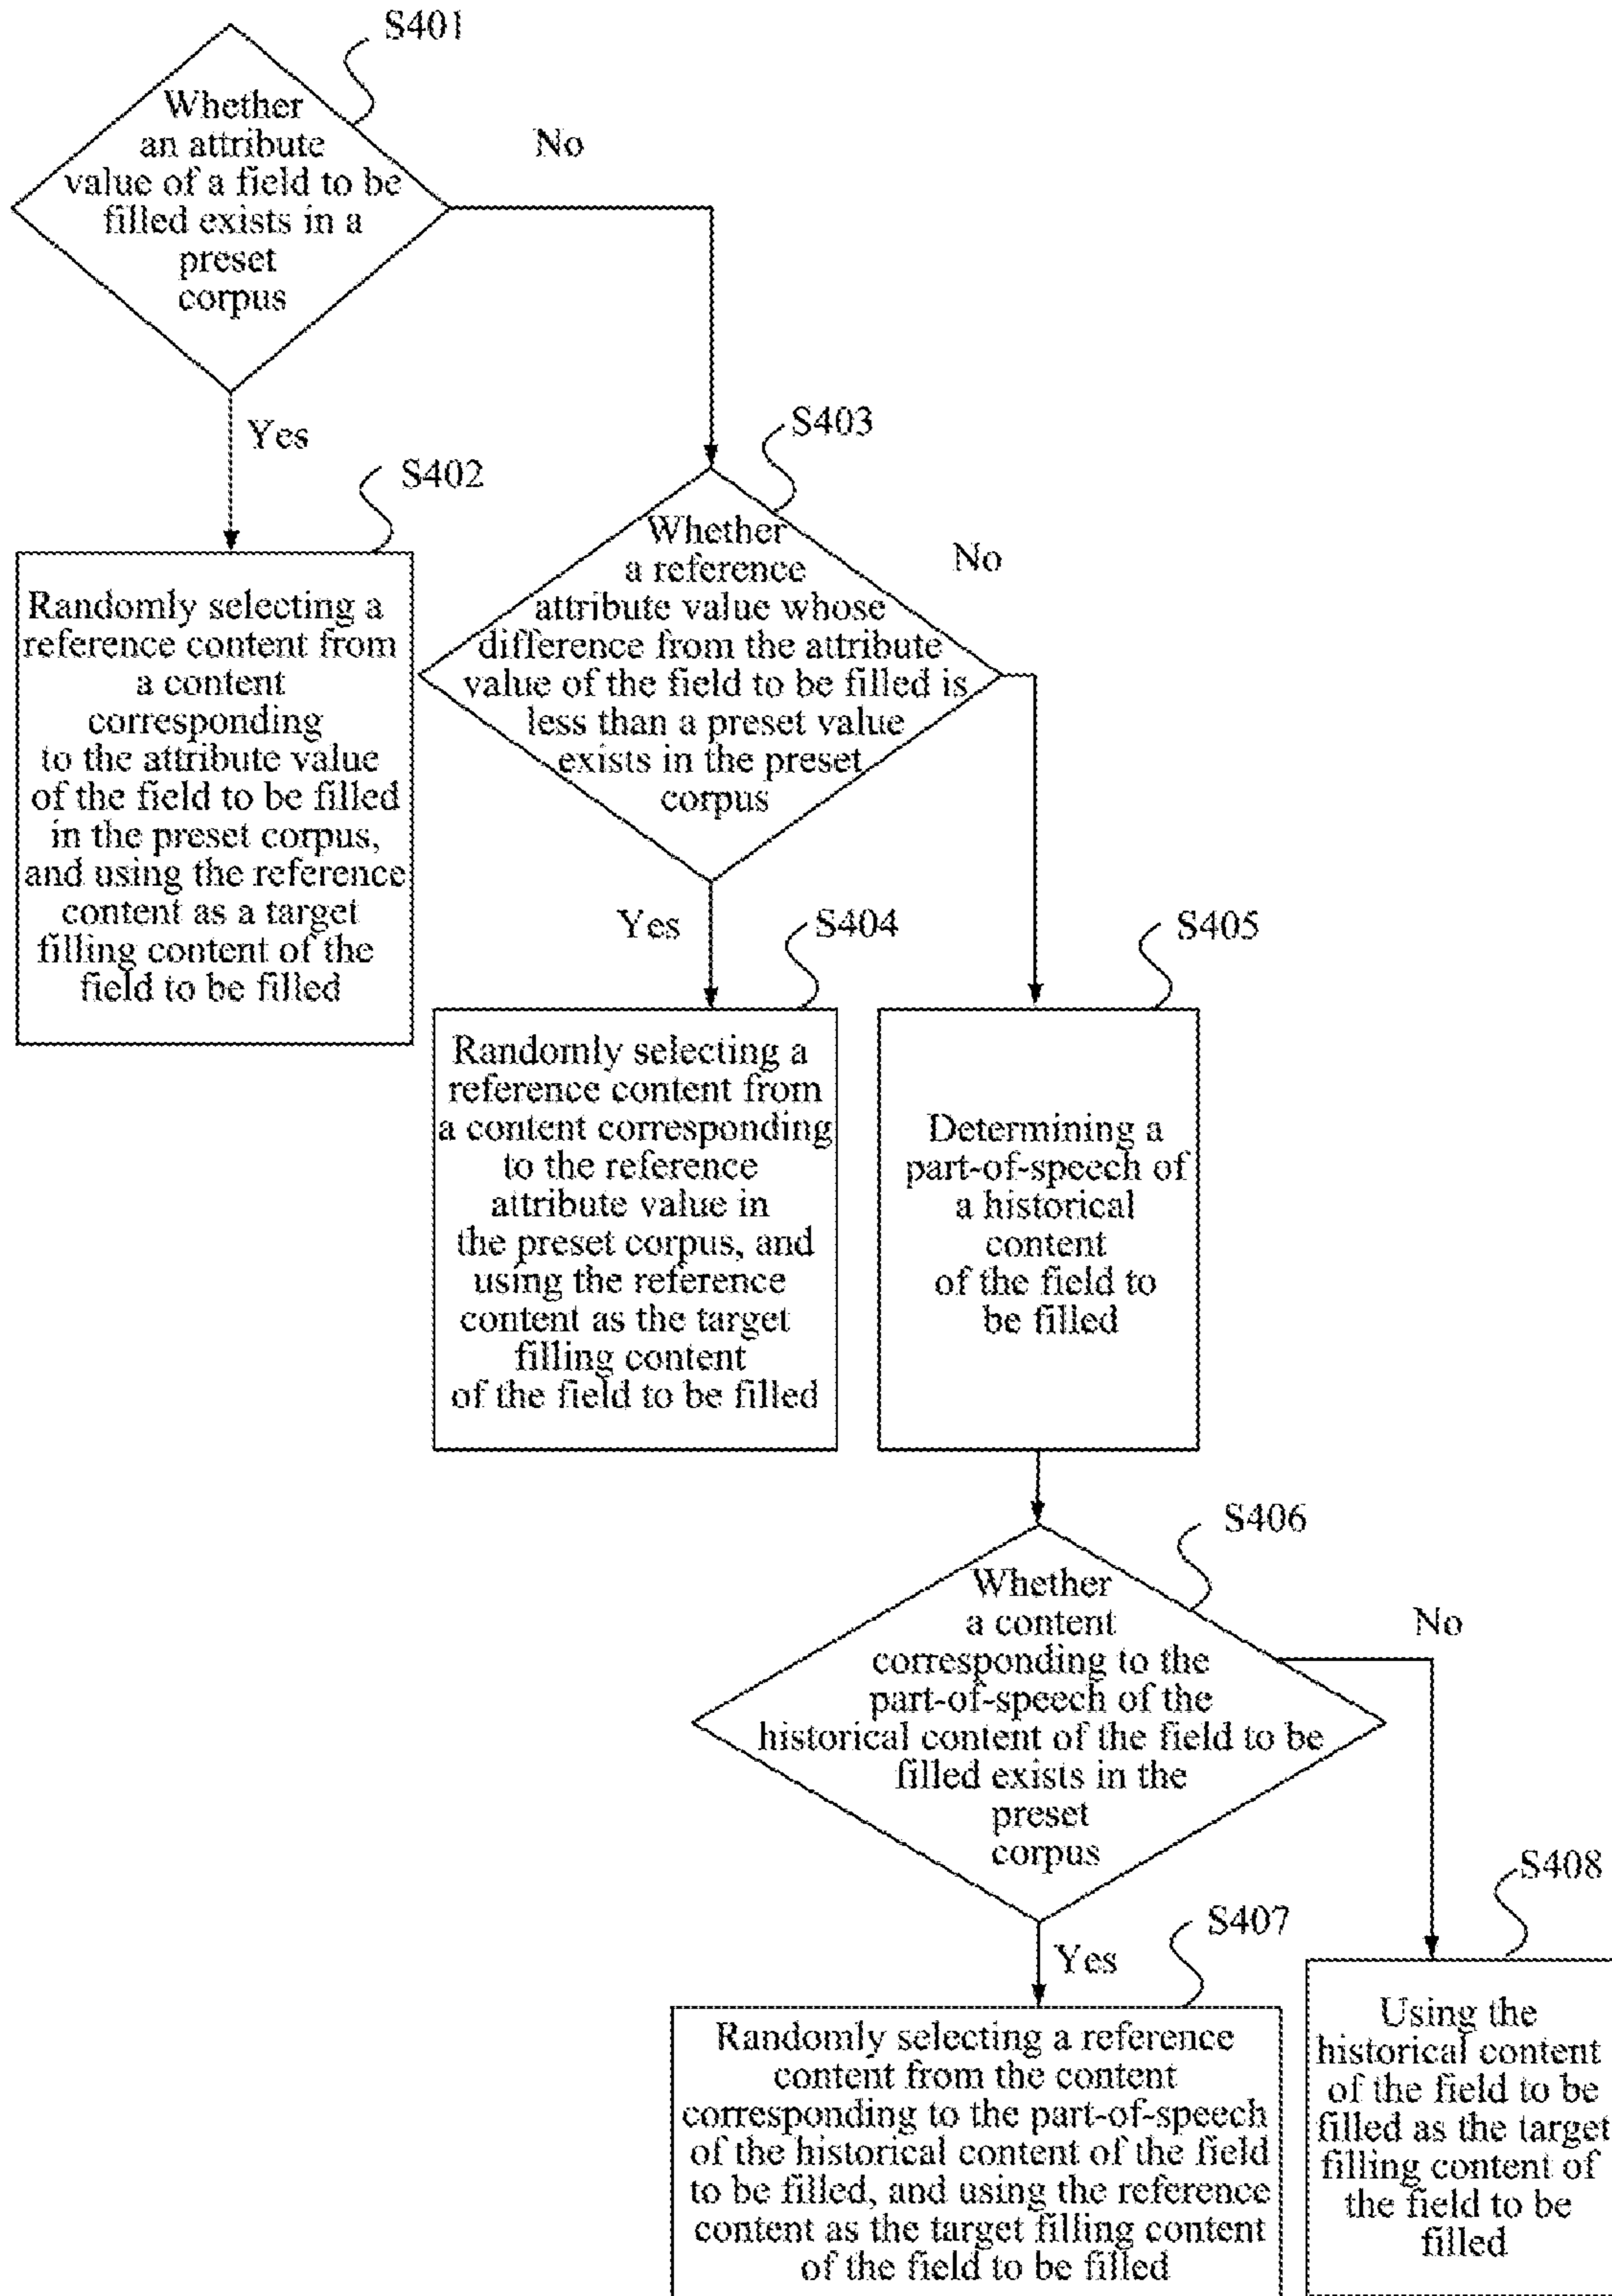 S401
Whether
an attribute
value of a field to be
filled exists in a
preset
corpus
No
Yes
S402
Randomly selecting a
reference content from
a content
corresponding
to the attribute value
of the field to be filled
in the preset corpus,
and using the reference
content as a target
filling content of the
field to be filled
S403
Whether
a reference
attribute value whose
difference from the attribute
value of the field to be filled is
less than a preset value
exists in the preset
corpus
No
Yes
S404
Randomly selecting a
reference content from
a content corresponding
to the reference
attribute value in
the preset corpus, and
using the reference
content as the target
filling content
of the field to be filled
S405
Determining a
part-of-speech of
a historical
content
of the field to
be filled
S406
Whether
a content
corresponding to the
part-of-speech of the
historical content of the field to be
filled exists in the
preset
corpus
No
Yes
S407
Randomly selecting a reference
content from the content
corresponding to the part-of-speech
of the historical content of the field
to be filled, and using the reference
content as the target filling content
of the field to be filled
S408
Using the
historical content
of the field to be
filled as the target
filling content of
the field to be
filled